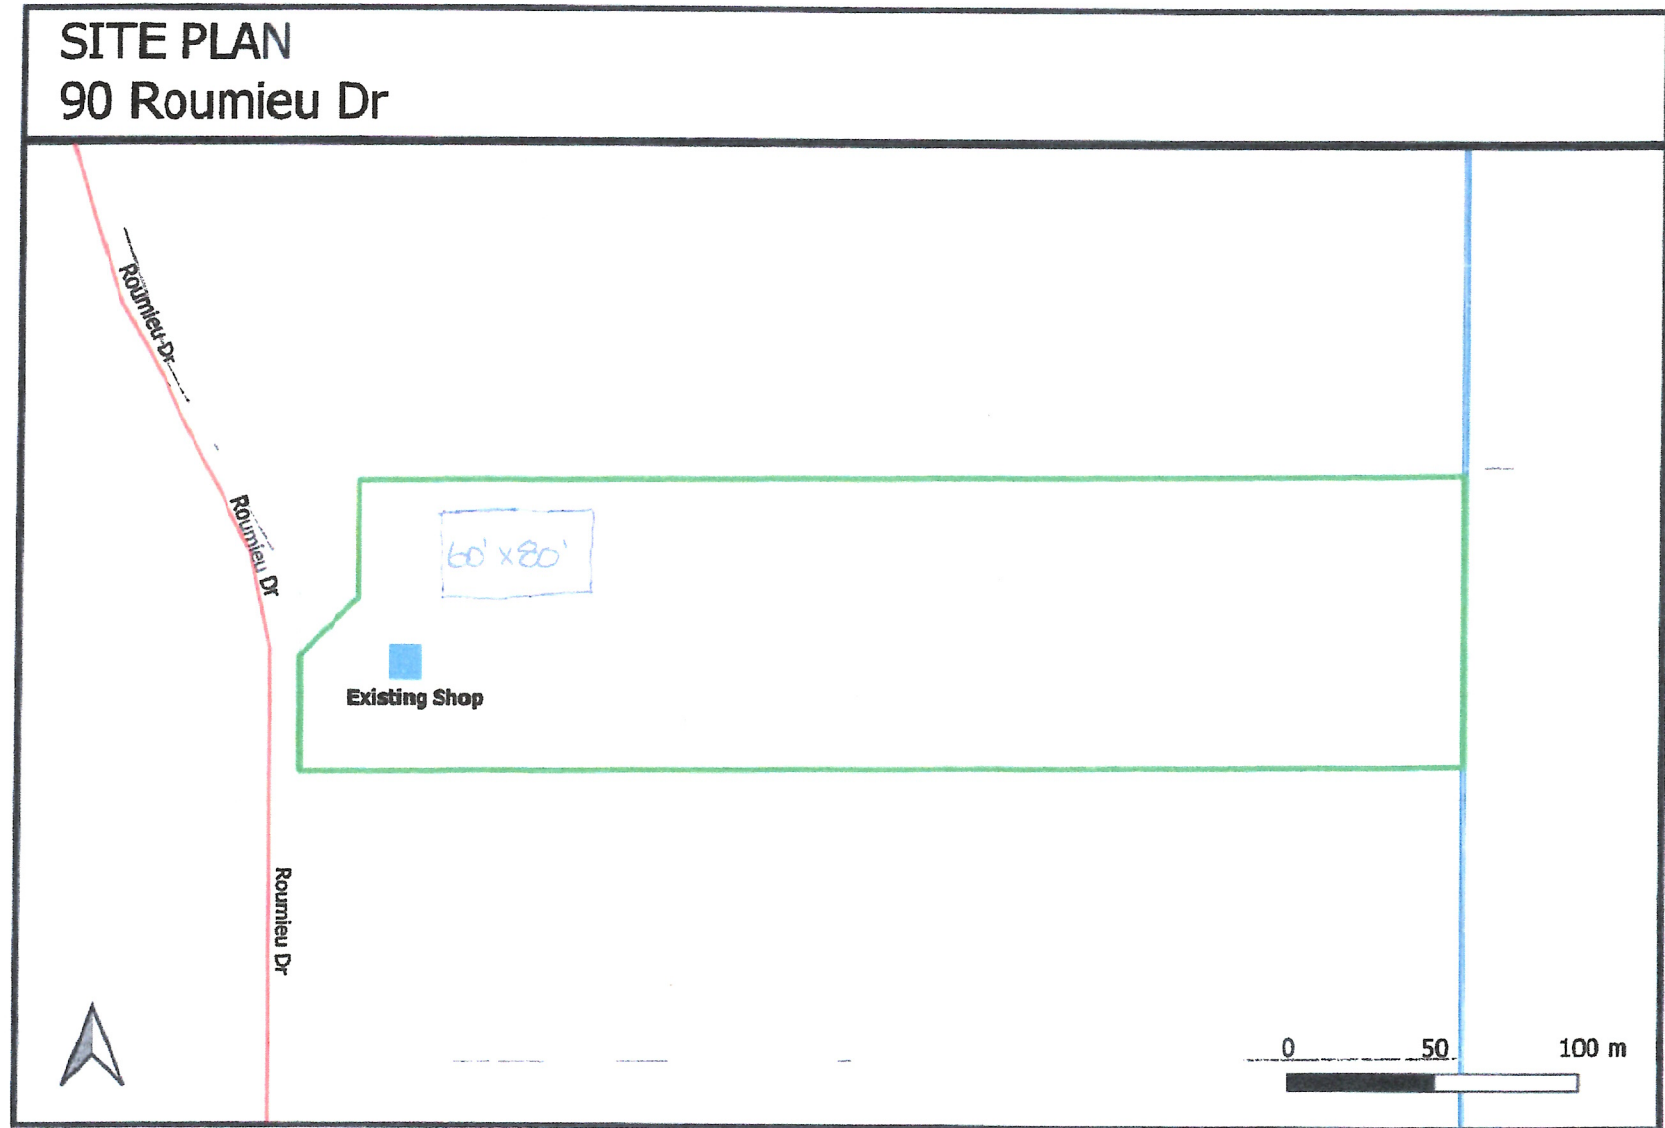 SITE PLAN
90 Roumieu Dr
Roumieu Dr
Roumieu Dr
60' x 80'
Existing Shop
Roumieu Dr
0 50 100 m